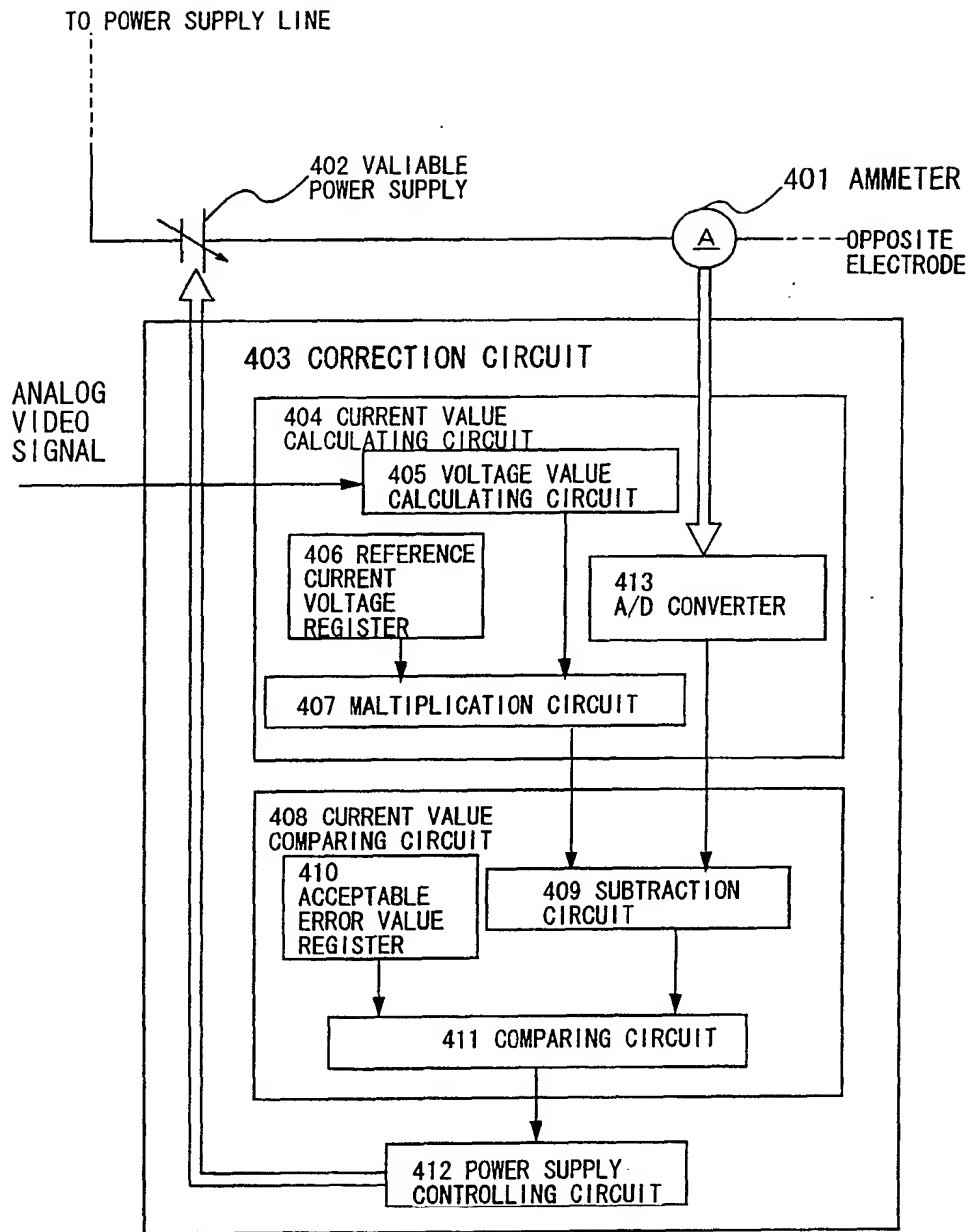 TO POWER SUPPLY LINE
402 VALIABLE
POWER SUPPLY
401 AMMETER
A
OPPOSITE
ELECTRODE
403 CORRECTION CIRCUIT
ANALOG
VIDEO
SIGNAL
404 CURRENT VALUE
CALCULATING CIRCUIT
405 VOLTAGE VALUE
CALCULATING CIRCUIT
406 REFERENCE
CURRENT
VOLTAGE
REGISTER
413
A/D CONVERTER
407 MALTIPLICATION CIRCUIT
408 CURRENT VALUE
COMPARING CIRCUIT
410
ACCEPTABLE
ERROR VALUE
REGISTER
409 SUBTRACTION
CIRCUIT
411 COMPARING CIRCUIT
412 POWER SUPPLY
CONTROLLING CIRCUIT